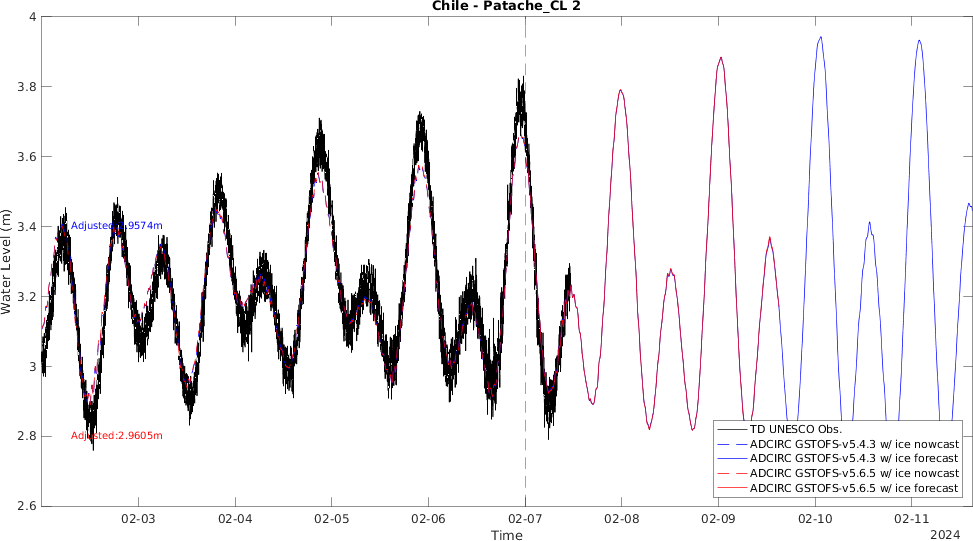 Chile - Patache_CL 2
Water Level (m)
4
3.8
3.6
3.4
3.2
3
2.8
2.6
Adjusted: .9574m
Adjusted:2.9605m
TD UNESCO Obs.
ADCIRC GSTOFS-v5.4.3 w/ ice nowcast
ADCIRC GSTOFS-v5.4.3 w/ ice forecast
ADCIRC GSTOFS-v5.6.5 w/ ice nowcast
ADCIRC GSTOFS-v5.6.5 w/ ice forecast
02-03 02-04 02-05 02-06 02-07 02-08 02-09 02-10 02-11
Time
2024